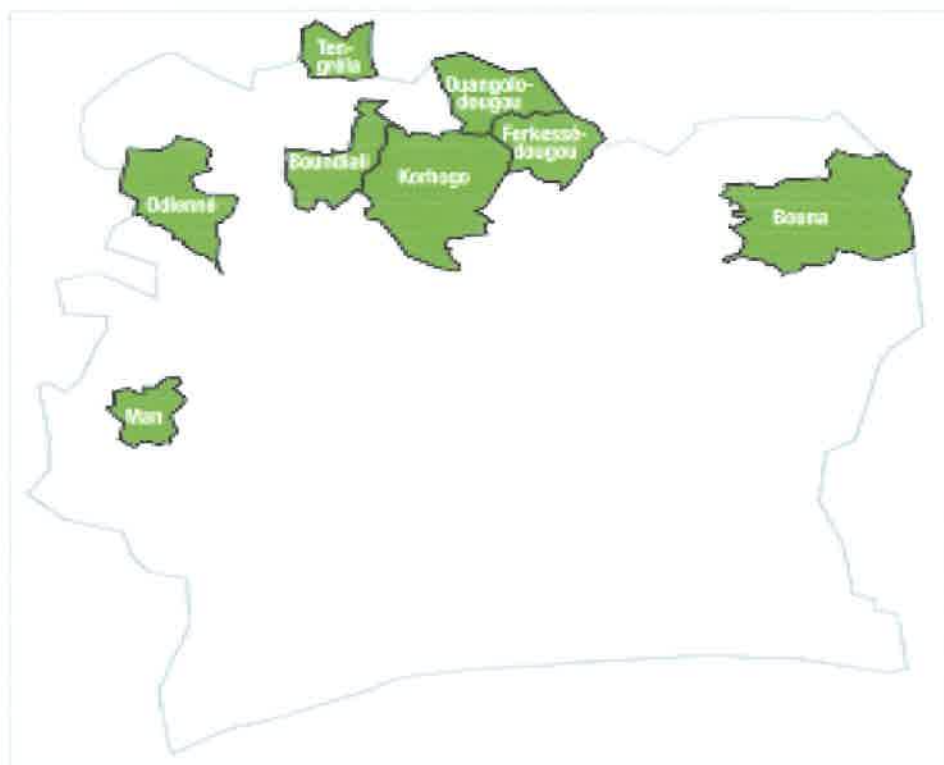 Ten-
gréla
Ouangolo-
dougou
Ferkessé-
dougou
Boundiali
Korhogo
Odienné
Bouna
Man